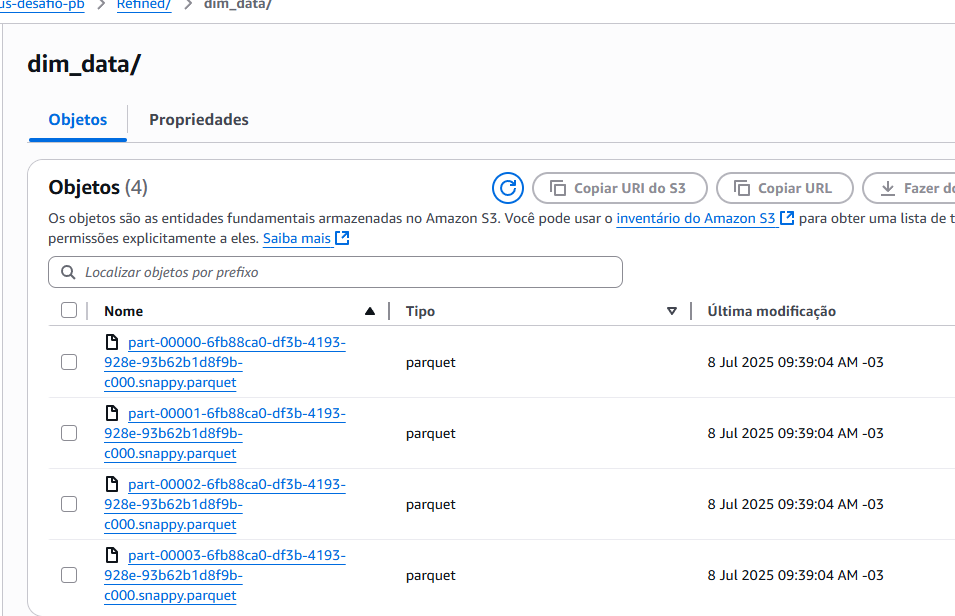 us-desafio-pb > Refined/ > dim_data/
dim_data/
Objetos Propriedades
Objetos (4) Copiar URI do S3 Copiar URL Fazer do
Os objetos são as entidades fundamentais armazenadas no Amazon S3. Você pode usar o inventário do Amazon S3 para obter uma lista de t
permissões explicitamente a eles. Saiba mais
Localizar objetos por prefixo
Nome Tipo Última modificação
part-00000-6fb88ca0-df3b-4193-
928e-93b62b1d8f9b- parquet 8 Jul 2025 09:39:04 AM -03
c000.snappy.parquet
part-00001-6fb88ca0-df3b-4193-
928e-93b62b1d8f9b- parquet 8 Jul 2025 09:39:04 AM -03
c000.snappy.parquet
part-00002-6fb88ca0-df3b-4193-
928e-93b62b1d8f9b- parquet 8 Jul 2025 09:39:04 AM -03
c000.snappy.parquet
part-00003-6fb88ca0-df3b-4193-
928e-93b62b1d8f9b- parquet 8 Jul 2025 09:39:04 AM -03
c000.snappy.parquet